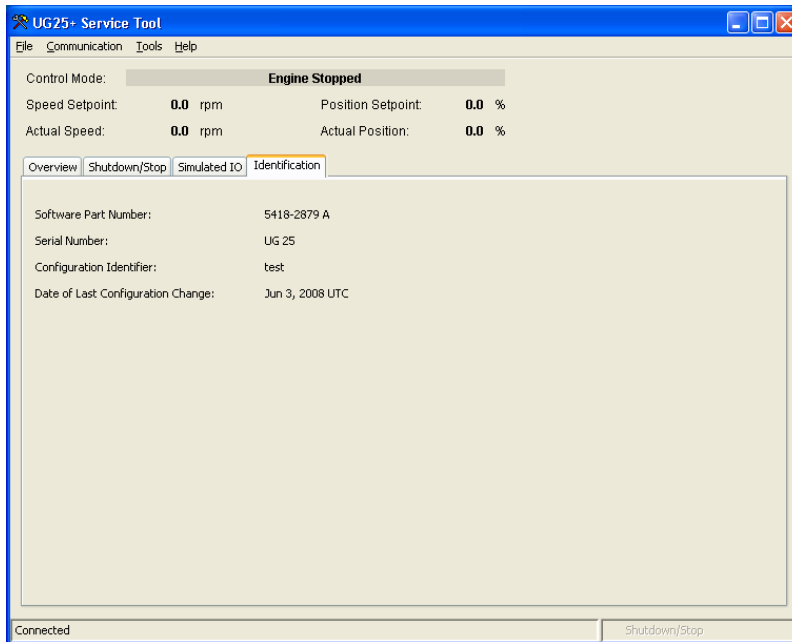 UG25+ Service Tool
File Communication Tools Help
Control Mode: Engine Stopped
Speed Setpoint: 0.0 rpm Position Setpoint: 0.0 %
Actual Speed: 0.0 rpm Actual Position: 0.0 %
Overview Shutdown/Stop Simulated IO Identification
Software Part Number: 5418-2879 A
Serial Number: UG 25
Configuration Identifier: test
Date of Last Configuration Change: Jun 3, 2008 UTC
Connected Shutdown/Stop